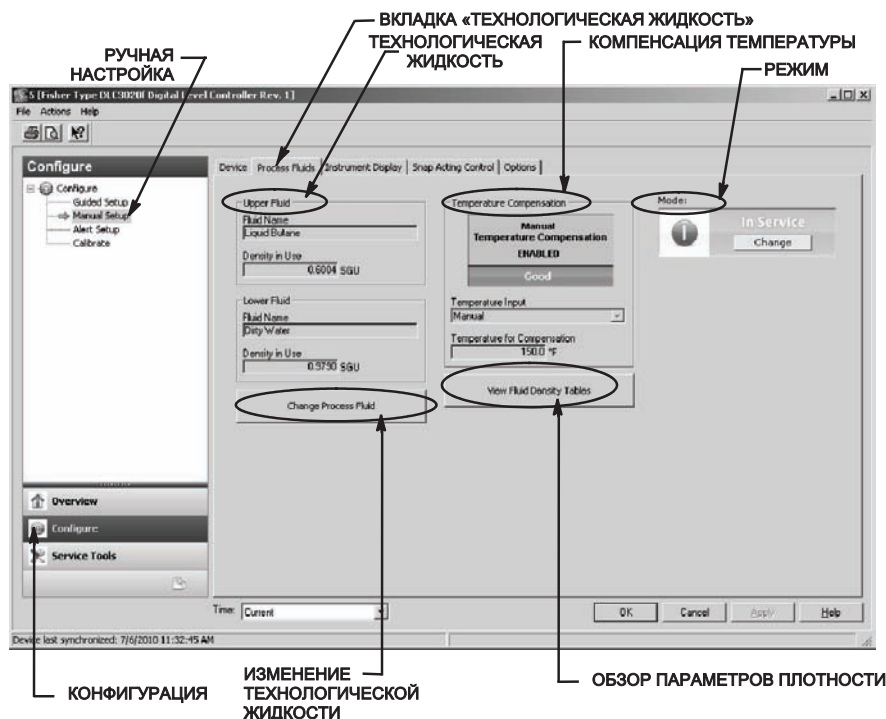 ВКЛАДКА «ТЕХНОЛОГИЧЕСКАЯ ЖИДКОСТЬ»
РУЧНАЯ
НАСТРОЙКА
ТЕХНОЛОГИЧЕСКАЯ
ЖИДКОСТЬ
КОМПЕНСАЦИЯ ТЕМПЕРАТУРЫ
РЕЖИМ
[Fisher Type DLC3020f Digital Level Controller Rev. 1]
File Actions Help
Configure
Configure
Guided Setup
Manual Setup
Alert Setup
Calibrate
Overview
Configure
Service Tools
Device Process Fluids Instrument Display Snap Acting Control Options
Upper Fluid
Fluid Name
Liquid Butane
Density in Use
0.6004 SGU
Lower Fluid
Fluid Name
Dirty Water
Density in Use
0.9790 SGU
Change Process Fluid
Temperature Compensation
Manual
Temperature Compensation
ENABLED
Good
Temperature Input
Manual
Temperature for Compensation
150.0 °F
View Fluid Density Tables
Mode:
In Service
Change
Time: Current
OK Cancel Apply Help
Device last synchronized: 7/6/2010 11:32:45 AM
КОНФИГУРАЦИЯ
ИЗМЕНЕНИЕ
ТЕХНОЛОГИЧЕСКОЙ
ЖИДКОСТИ
ОБЗОР ПАРАМЕТРОВ ПЛОТНОСТИ